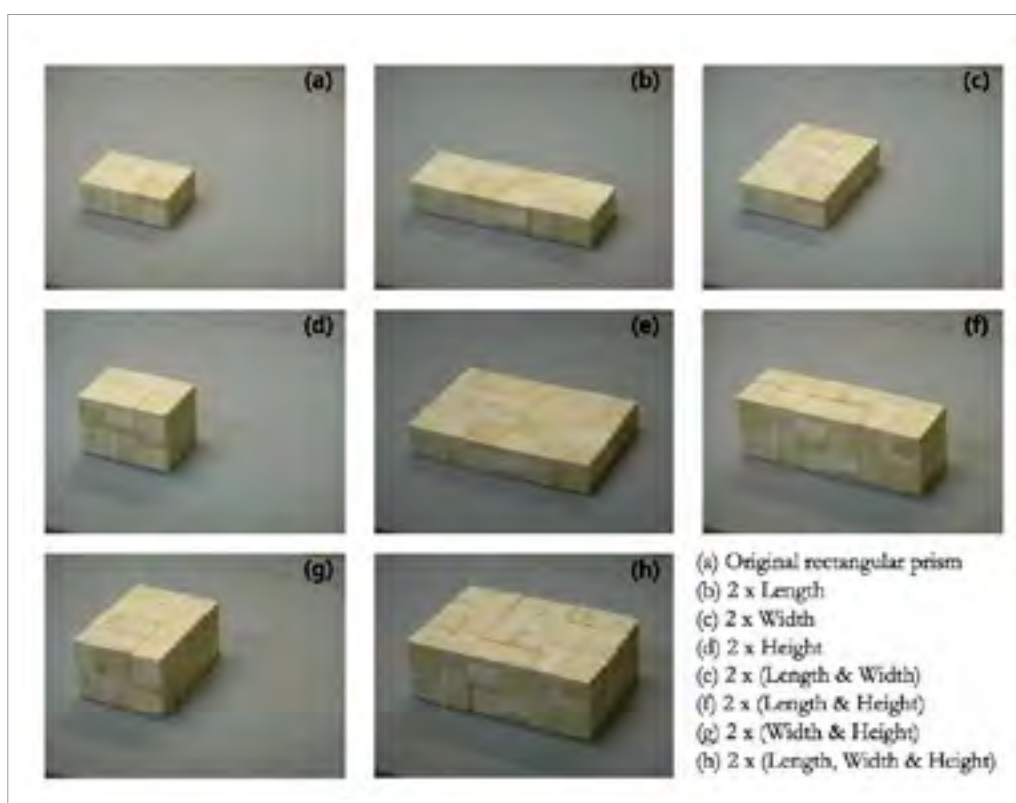 (a)
(b)
(c)
(d)
(e)
(f)
(g)
(h)
(a) Original rectangular prism
(b) 2 x Length
(c) 2 x Width
(d) 2 x Height
(e) 2 x (Length & Width)
(f) 2 x (Length & Height)
(g) 2 x (Width & Height)
(h) 2 x (Length, Width & Height)